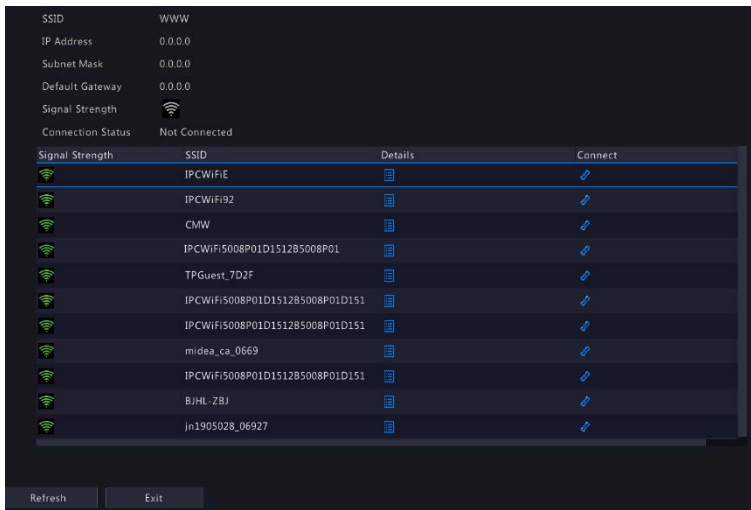 SSID WWW
IP Address 0.0.0.0
Subnet Mask 0.0.0.0
Default Gateway 0.0.0.0
Signal Strength
Connection Status Not Connected
Signal Strength SSID Details Connect
IPCWiFiE
IPCWiFi92
CMW
IPCWiFi5008P01D1512B5008P01
TPGuest_7D2F
IPCWiFi5008P01D1512B5008P01D151
IPCWiFi5008P01D1512B5008P01D151
midea_ca_0669
IPCWiFi5008P01D1512B5008P01D151
BJHL-ZBJ
jn1905028_06927
Refresh Exit